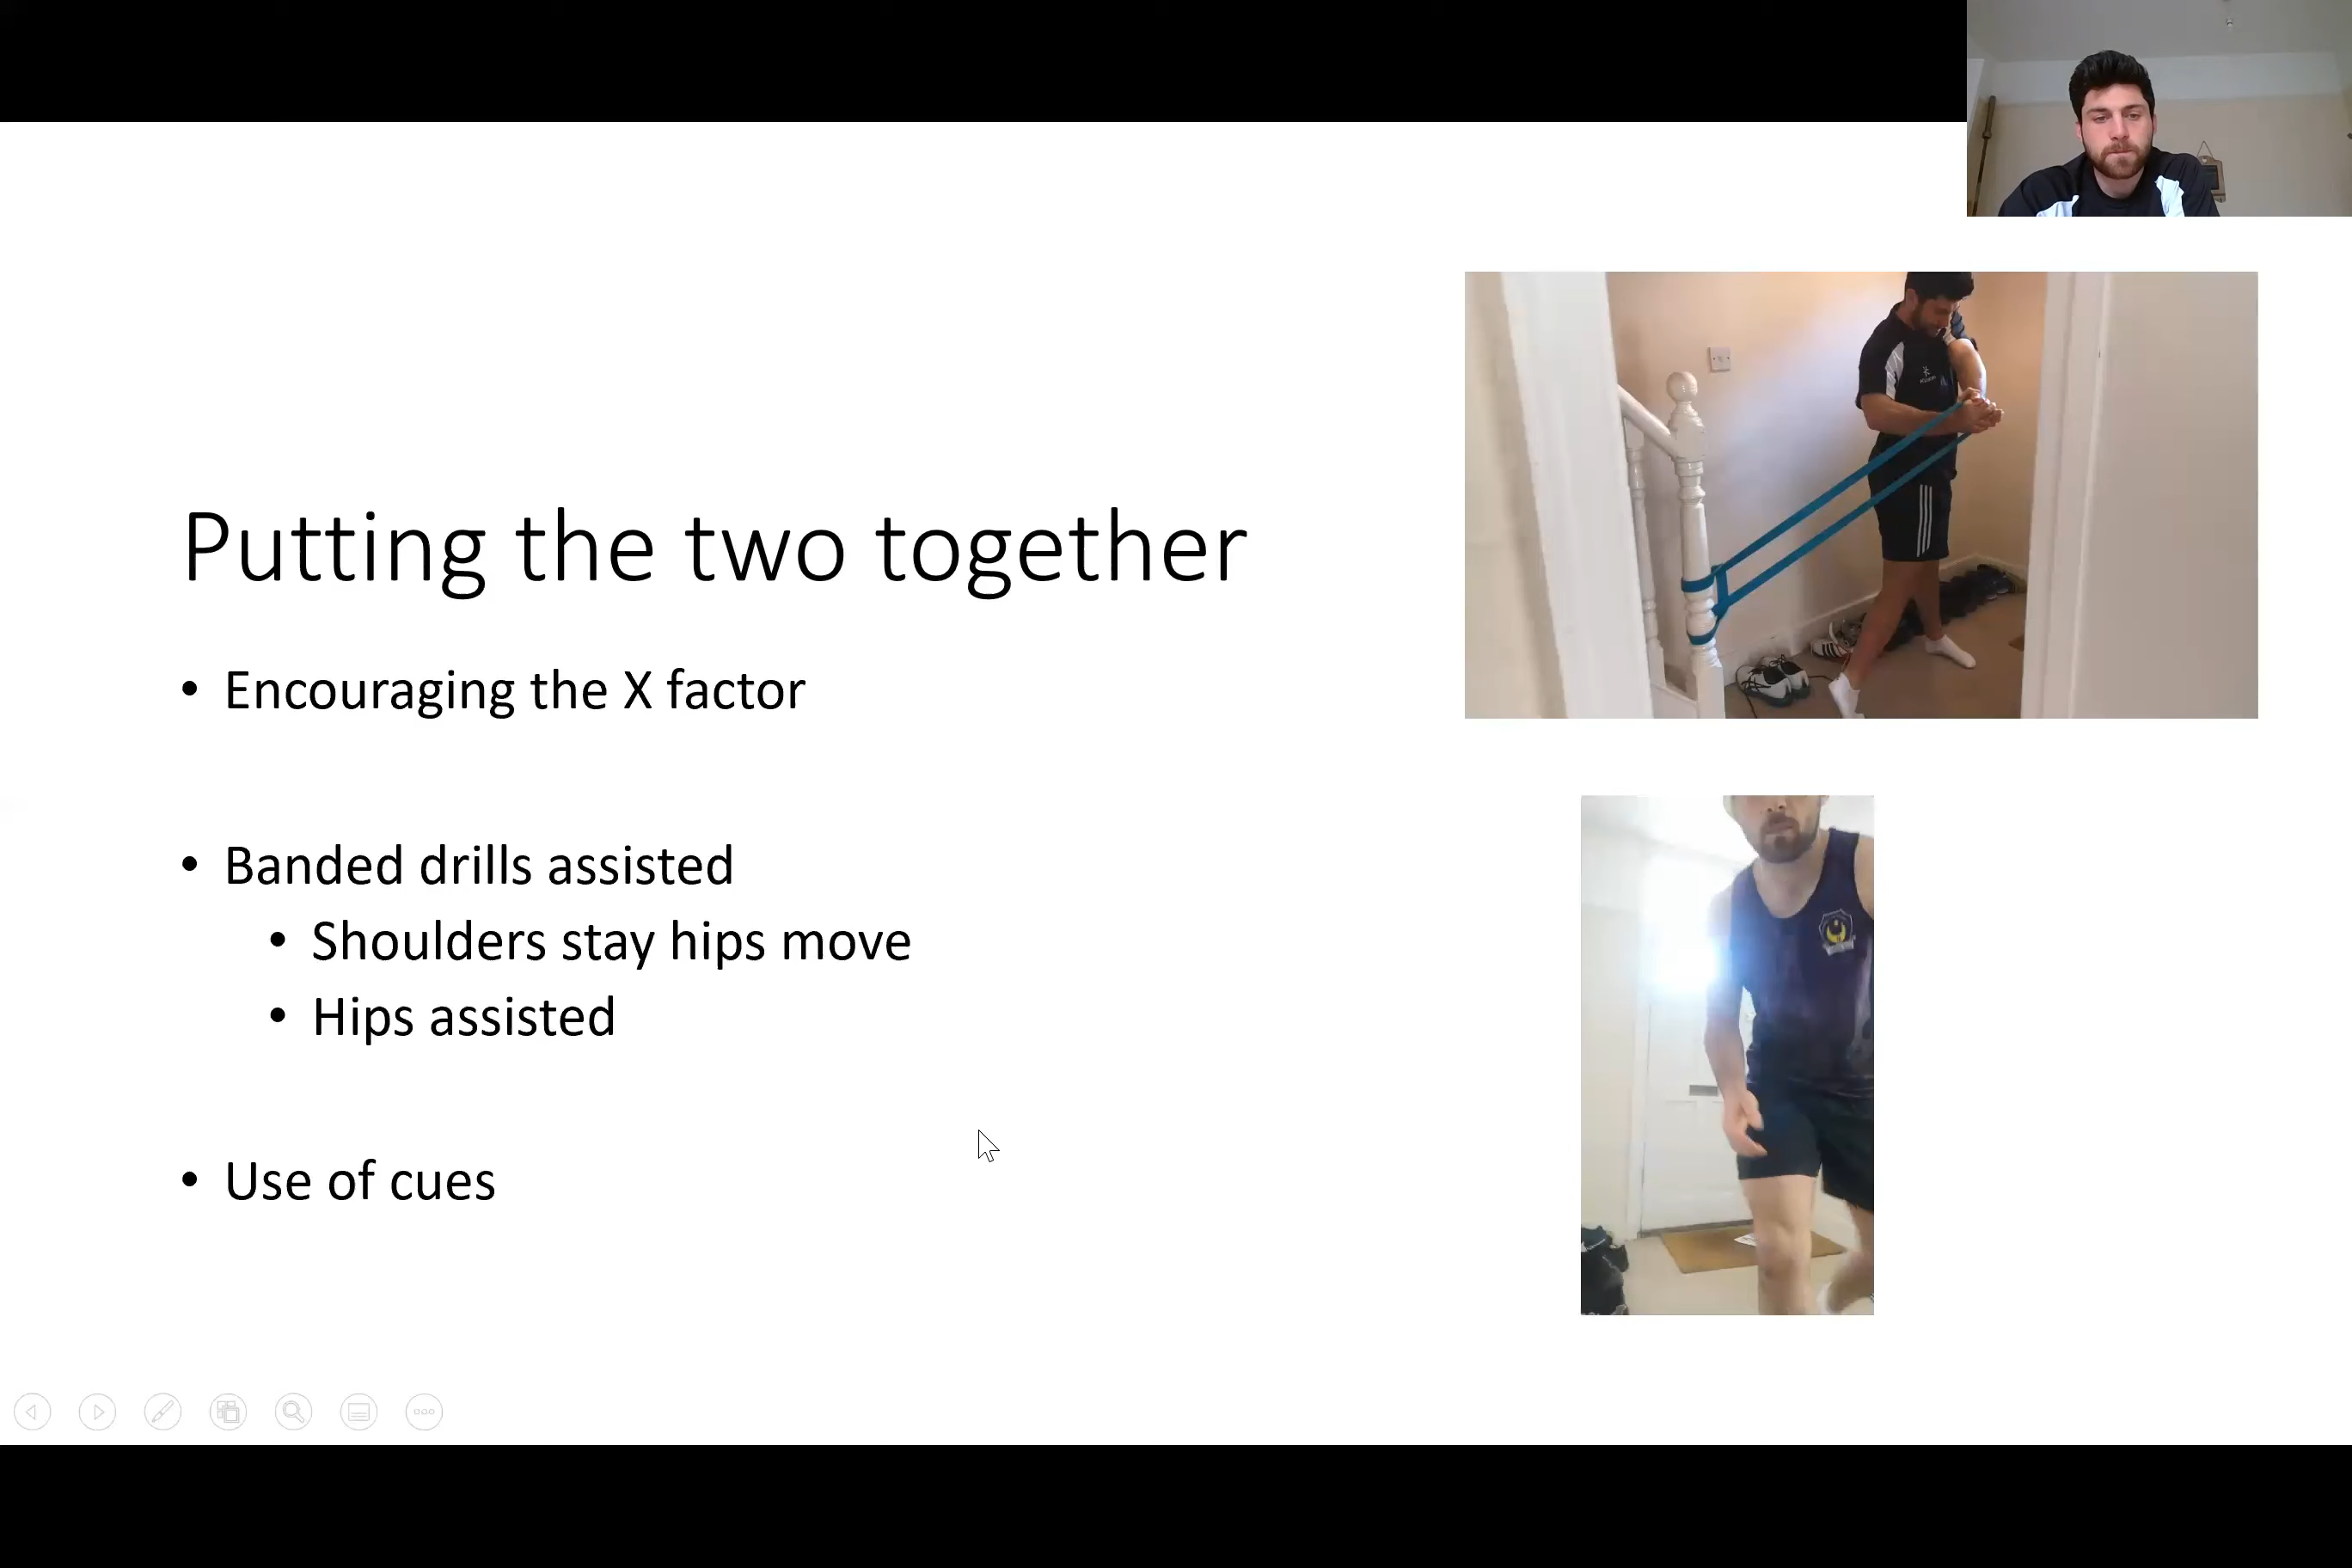 Putting the two together
• Encouraging the X factor
• Banded drills assisted
• Shoulders stay hips move
• Hips assisted
• Use of cues